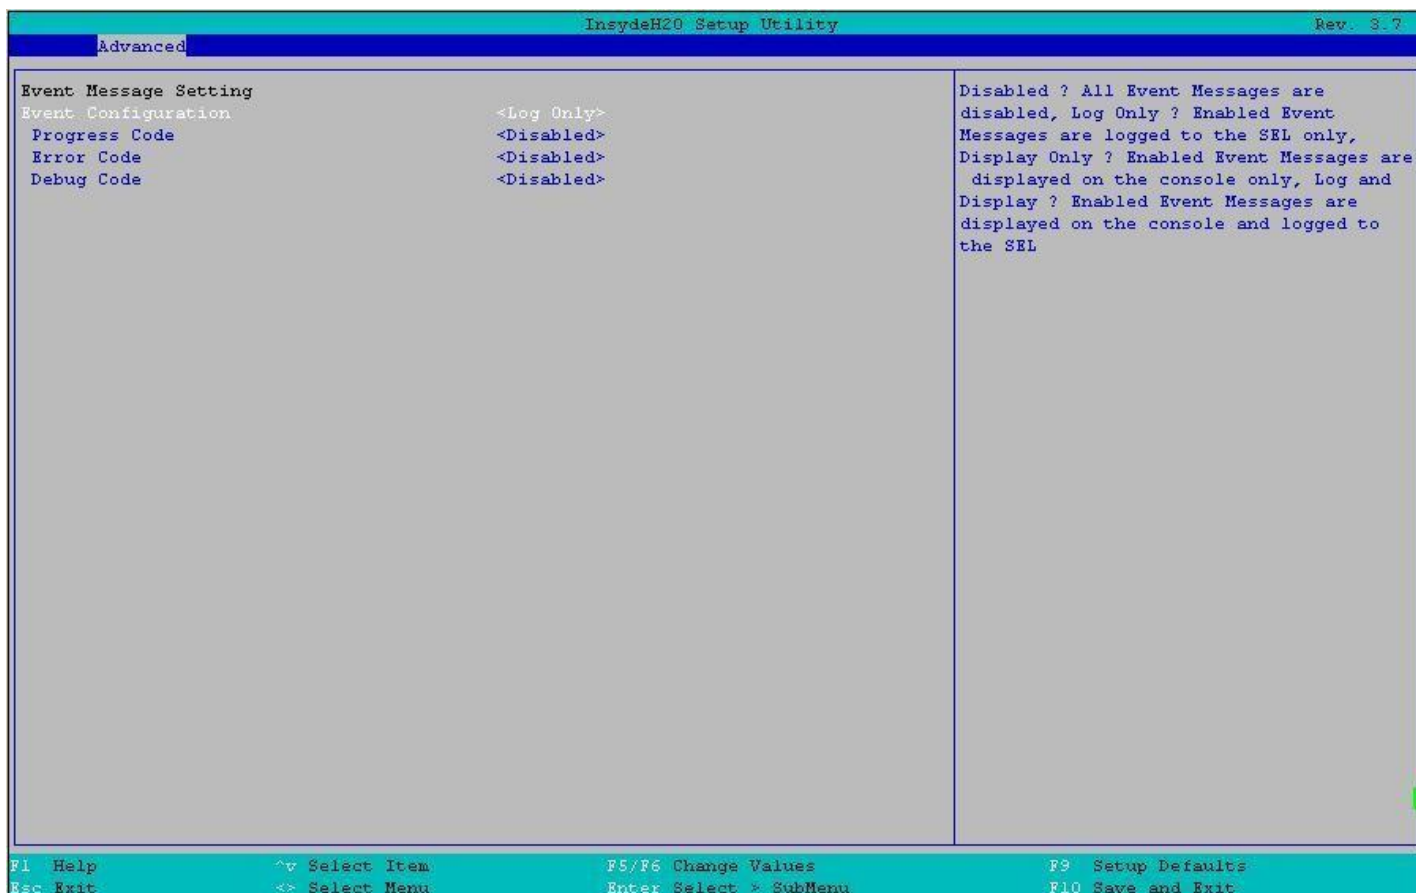 InsydeH2O Setup Utility Rev. 3.7
Advanced
Event Message Setting
Event Configuration <Log Only>
Progress Code <Disabled>
Error Code <Disabled>
Debug Code <Disabled>
Disabled ? All Event Messages are
disabled, Log Only ? Enabled Event
Messages are logged to the SEL only,
Display Only ? Enabled Event Messages are
displayed on the console only, Log and
Display ? Enabled Event Messages are
displayed on the console and logged to
the SEL
F1 Help ^v Select Item F5/F6 Change Values F9 Setup Defaults
Esc Exit <> Select Menu Enter Select > SubMenu F10 Save and Exit